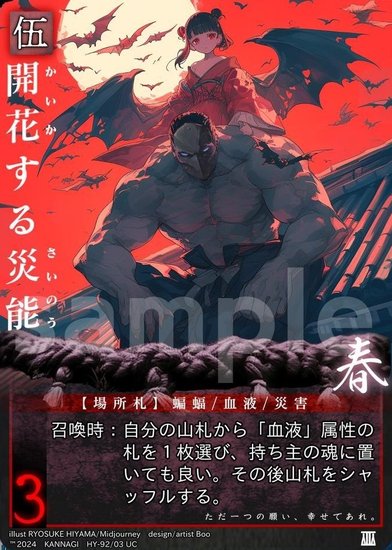 伍
開花する災能
かいか
さいのう
sample
春
【場所札】蝙蝠/血液/災害
召喚時：自分の山札から「血液」属性の
札を１枚選び、持ち主の魂に置
いても良い。その後山札をシャ
ッフルする。
ただ一つの願い、幸せであれ。
3
illust RYOSUKE HIYAMA/Midjourney design/artist Boo
™ 2024 KANNAGI HY-92/03 UC